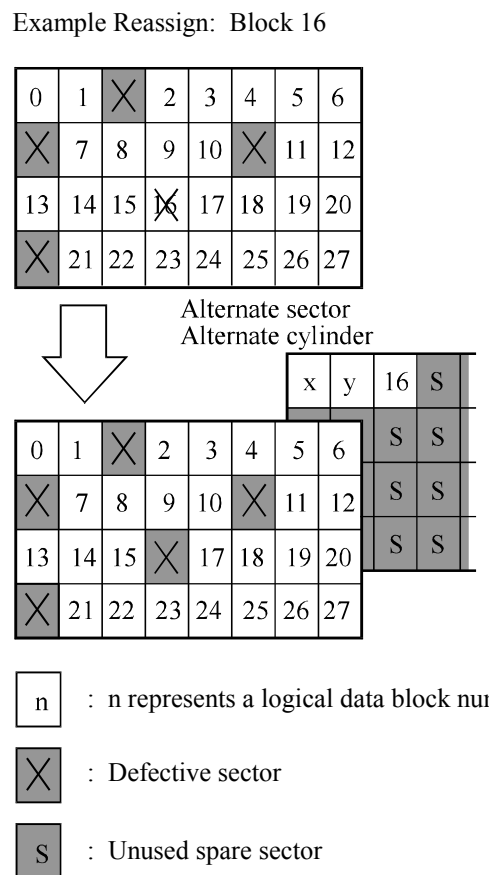 Example Reassign: Block 16
0 1 X 2 3 4 5 6
X 7 8 9 10 X 11 12
13 14 15 16 17 18 19 20
X 21 22 23 24 25 26 27
Alternate sector
Alternate cylinder
x y 16 S
S S
S S
S S
0 1 X 2 3 4 5 6
X 7 8 9 10 X 11 12
13 14 15 X 17 18 19 20
X 21 22 23 24 25 26 27
n : n represents a logical data block
X : Defective sector
S : Unused spare sector